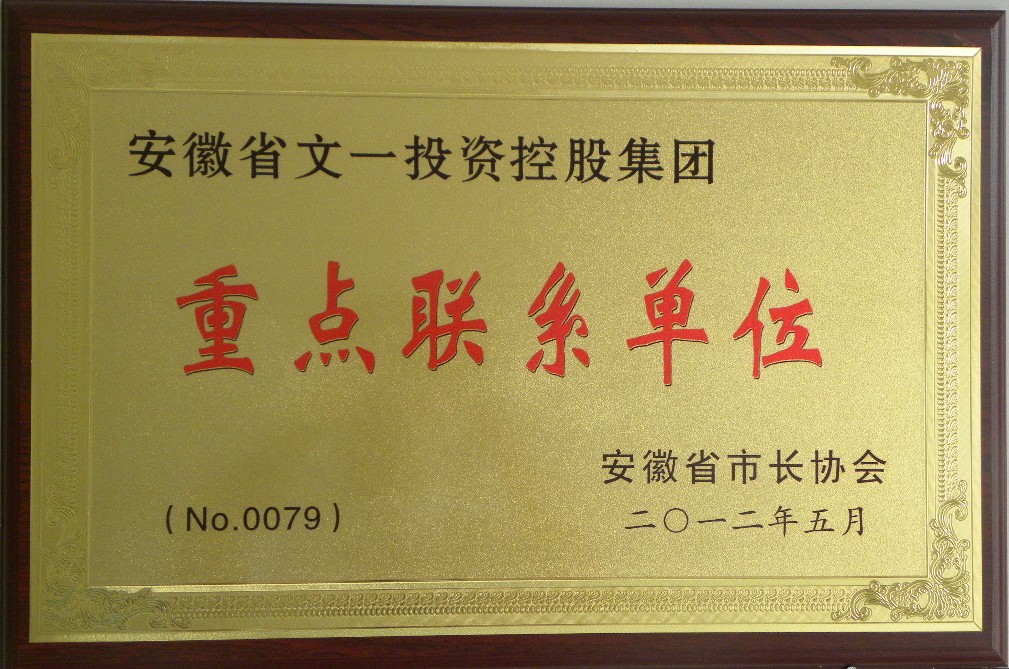 安徽省文一投资控股集团
重点联系单位
安徽省市长协会
(No.0079)
二〇一二年五月